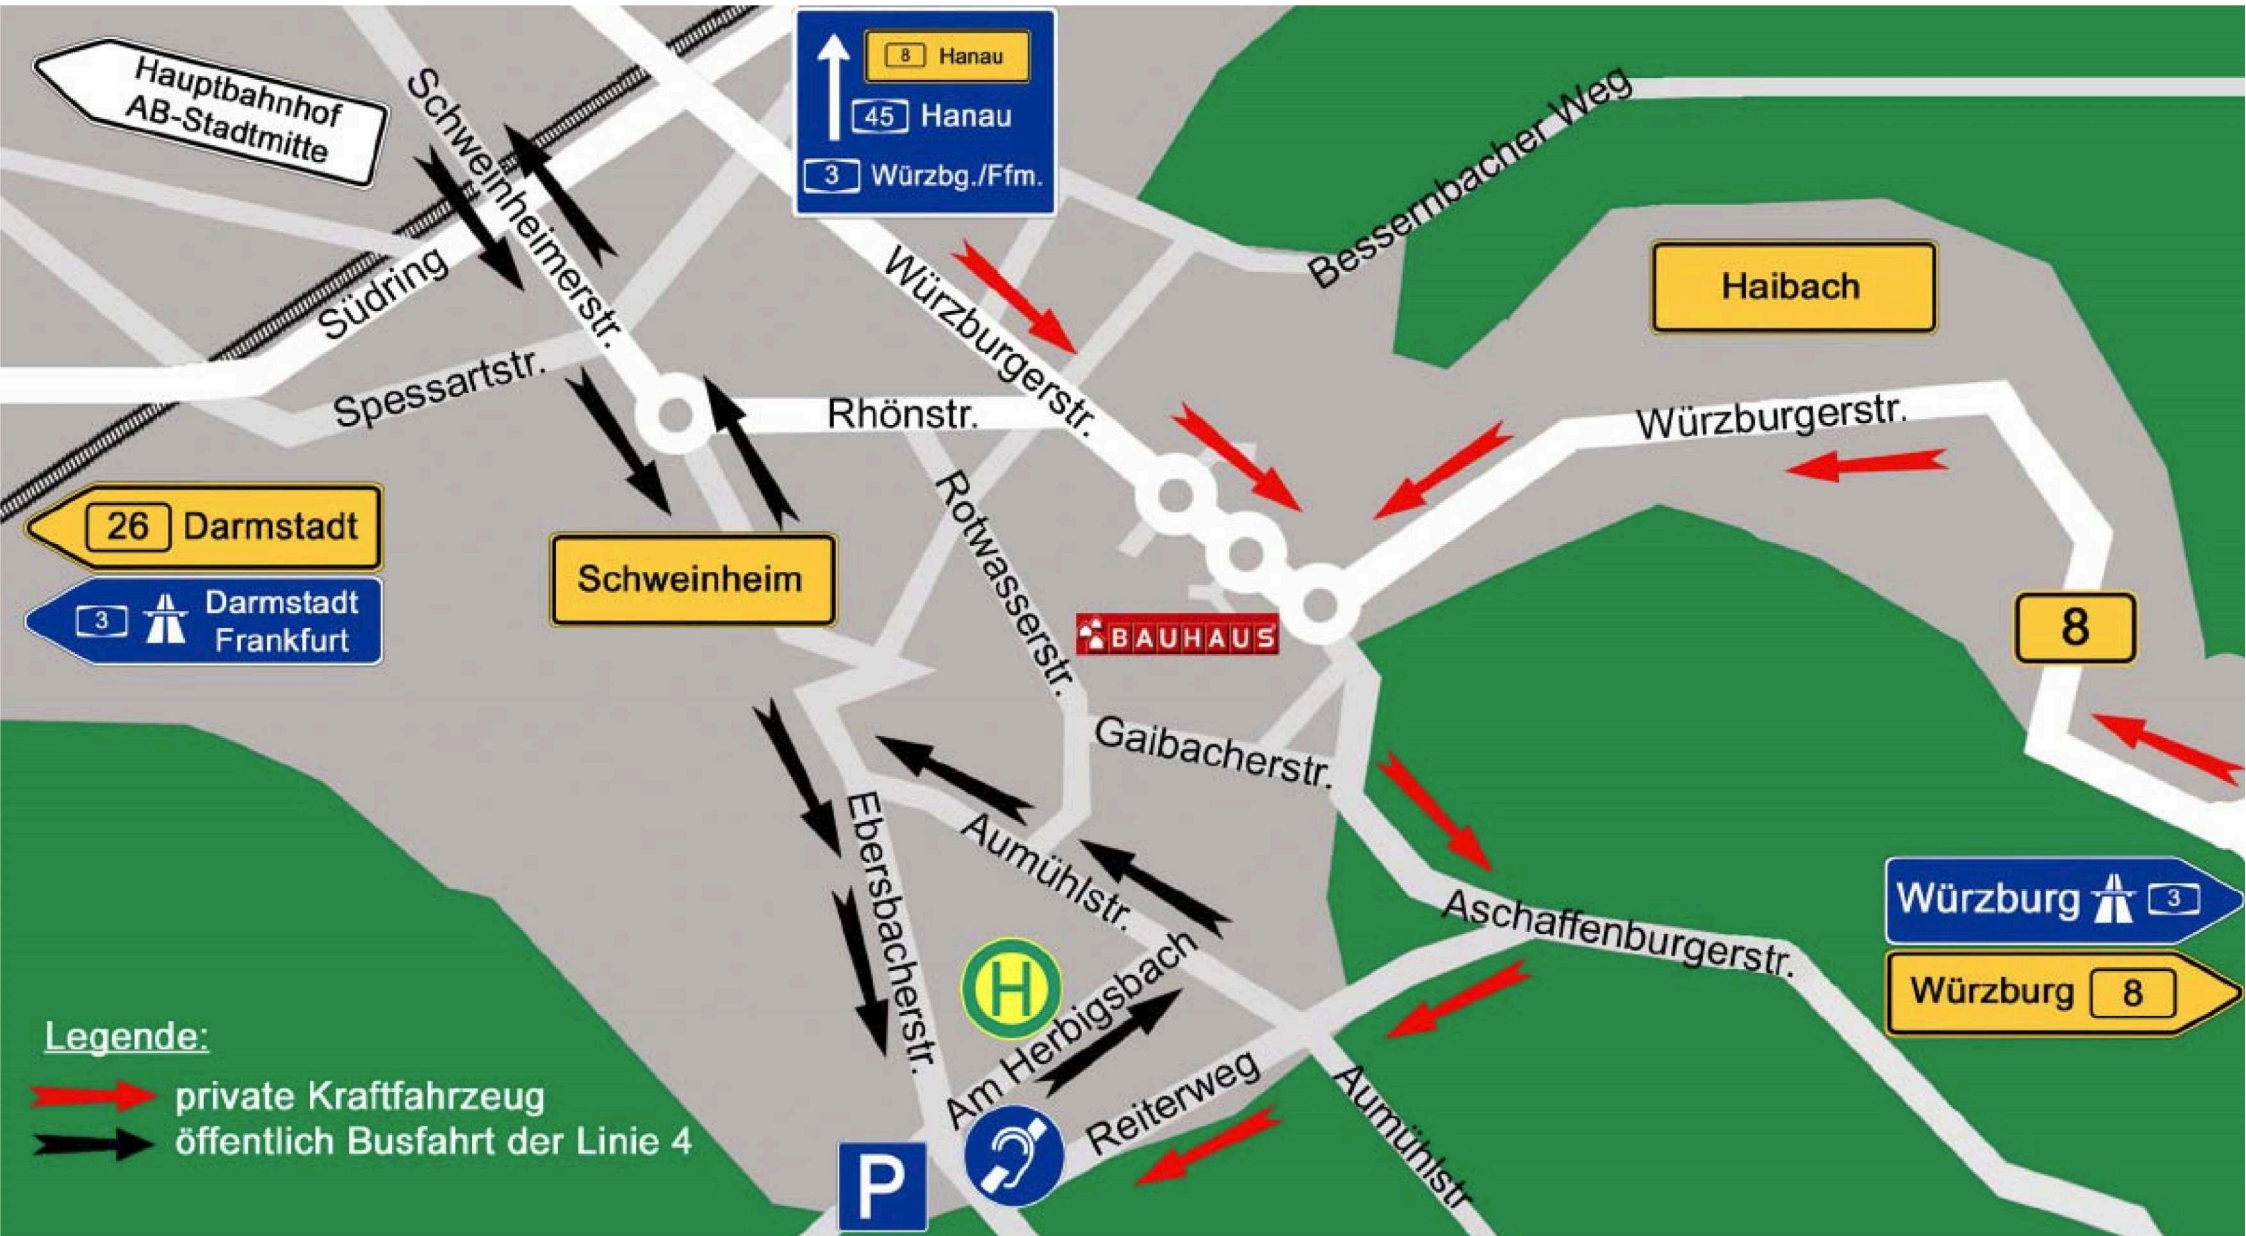 Hauptbahnhof
AB-Stadtmitte
Schweinheimerstr.
8 Hanau
45 Hanau
3 Würzbg./Ffm.
Bessernbacher Weg
Südring
Würzburgerstr.
Haibach
Spessartstr.
Rhönstr.
Würzburgerstr.
26 Darmstadt
3 Darmstadt
Frankfurt
Schweinheim
Rotwasserstr.
BAUHAUS
8
Gaibacherstr.
Ebersbacherstr.
Aumühlstr.
Aschaffenburgerstr.
Würzburg 3
Würzburg 8
H
Am Herbigsbach
Reiterweg
Aumühlstr
P
Legende:
private Kraftfahrzeug
öffentlich Busfahrt der Linie 4